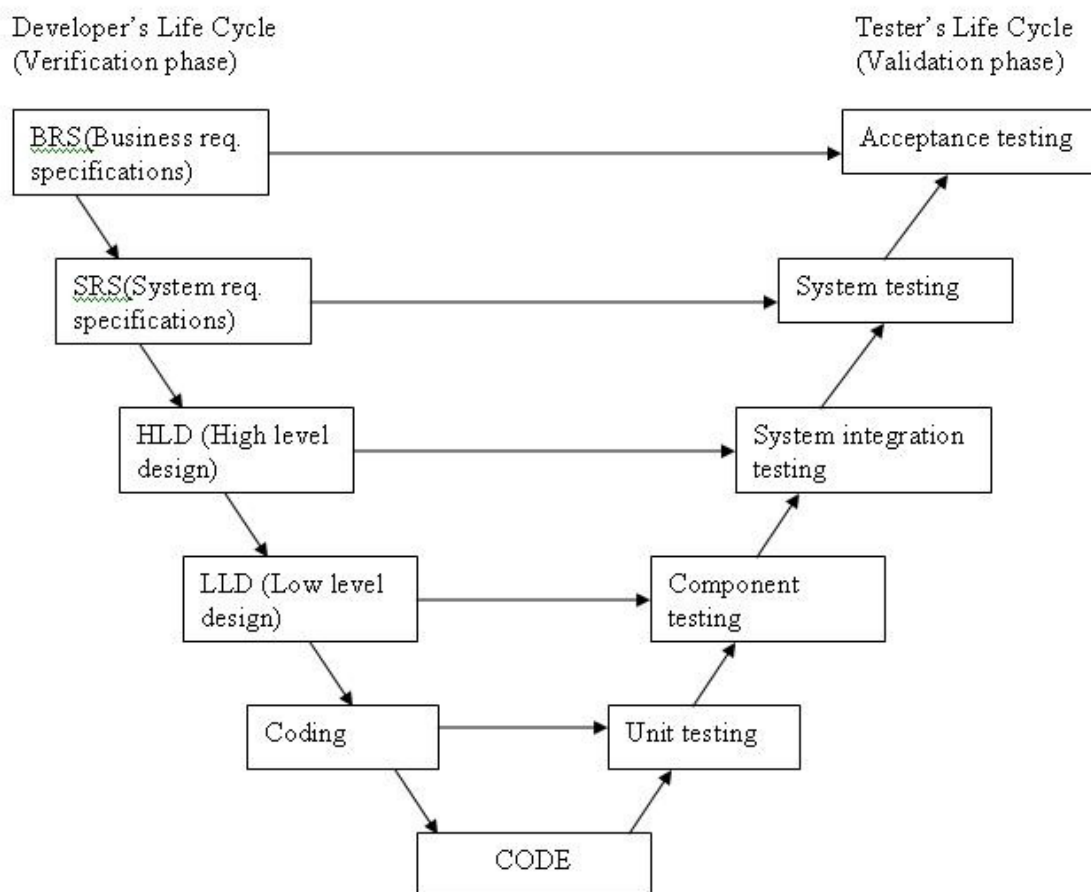 Developer's Life Cycle
(Verification phase)
Tester's Life Cycle
(Validation phase)
BRS(Business req.
specifications)
Acceptance testing
SRS(System req.
specifications)
System testing
HLD (High level
design)
System integration
testing
LLD (Low level
design)
Component
testing
Coding
Unit testing
CODE